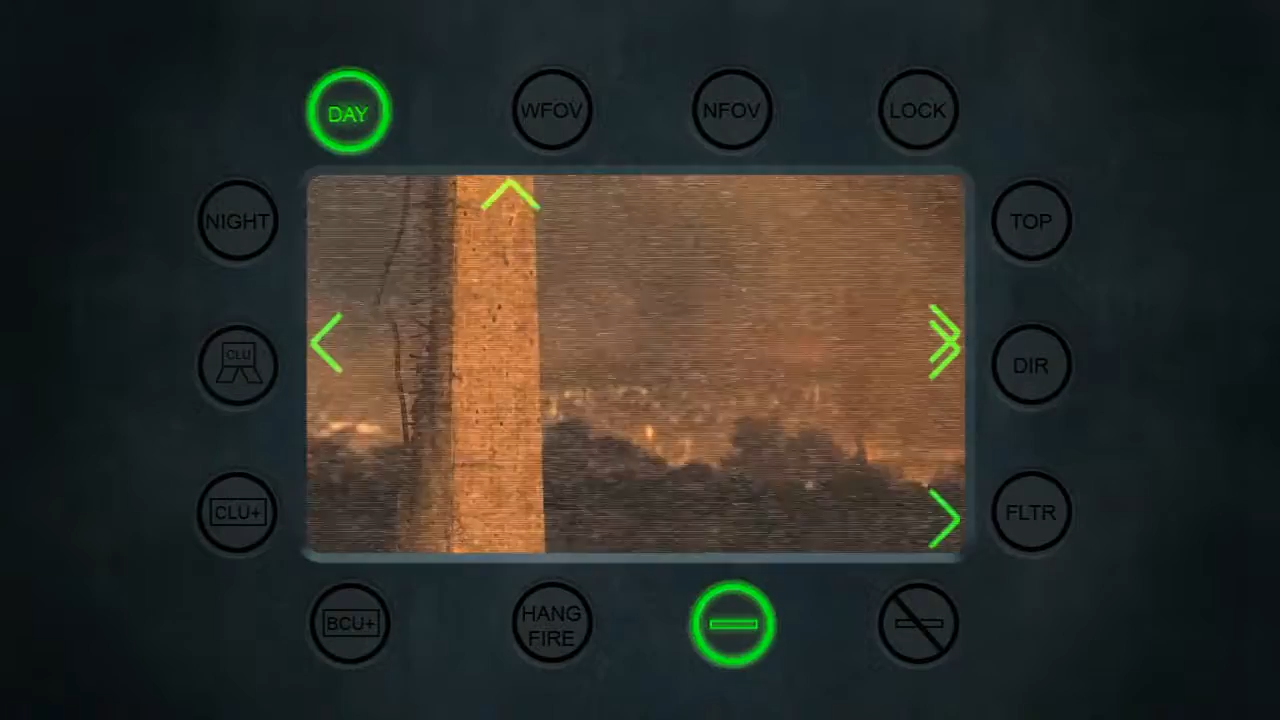 DAY
WFOV
NFOV
LOCK
NIGHT
TOP
CLU
DIR
CLU+
FLTR
BCU+
HANG
FIRE